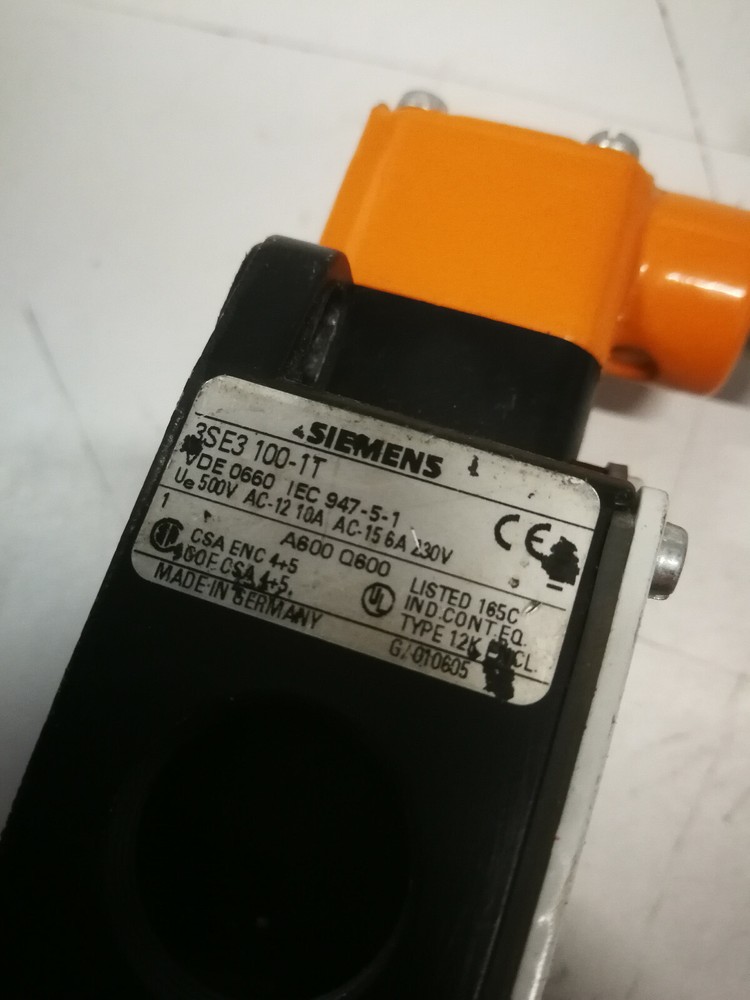 SIEMENS
3SE3 100-1T
VDE 0660 IEC 947-5-1
Ue 500V AC-12 10A AC-15 6A 230V
CE
1
A600 Q600
CSA ENC 4+5
CSA 4+5
UL
LISTED 165C
IND.CONT.EQ.
TYPE 12K
MADE IN GERMANY
G/010605